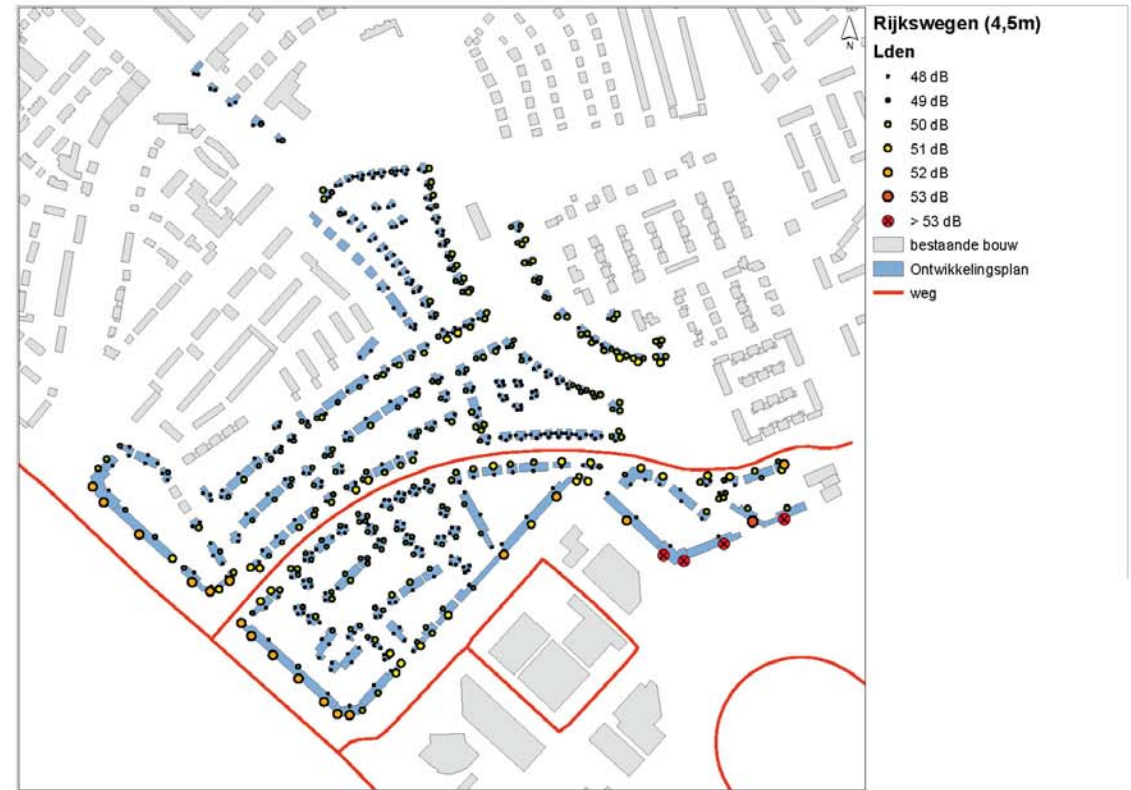 N
Rijkswegen (4,5m)
Lden
48 dB
49 dB
50 dB
51 dB
52 dB
53 dB
> 53 dB
bestaande bouw
Ontwikkelingsplan
weg